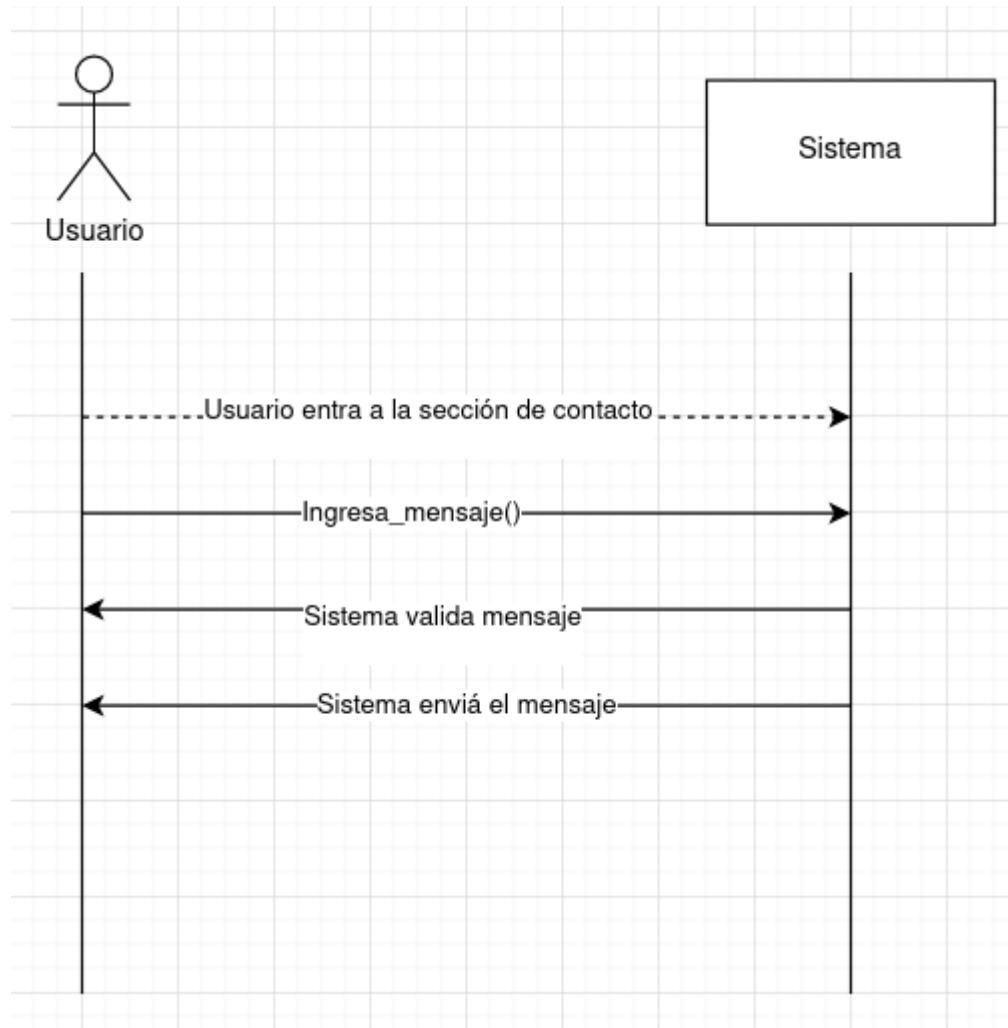 Sistema
Usuario
Usuario entra a la sección de contacto
Ingresa_mensaje()
Sistema valida mensaje
Sistema enviá el mensaje